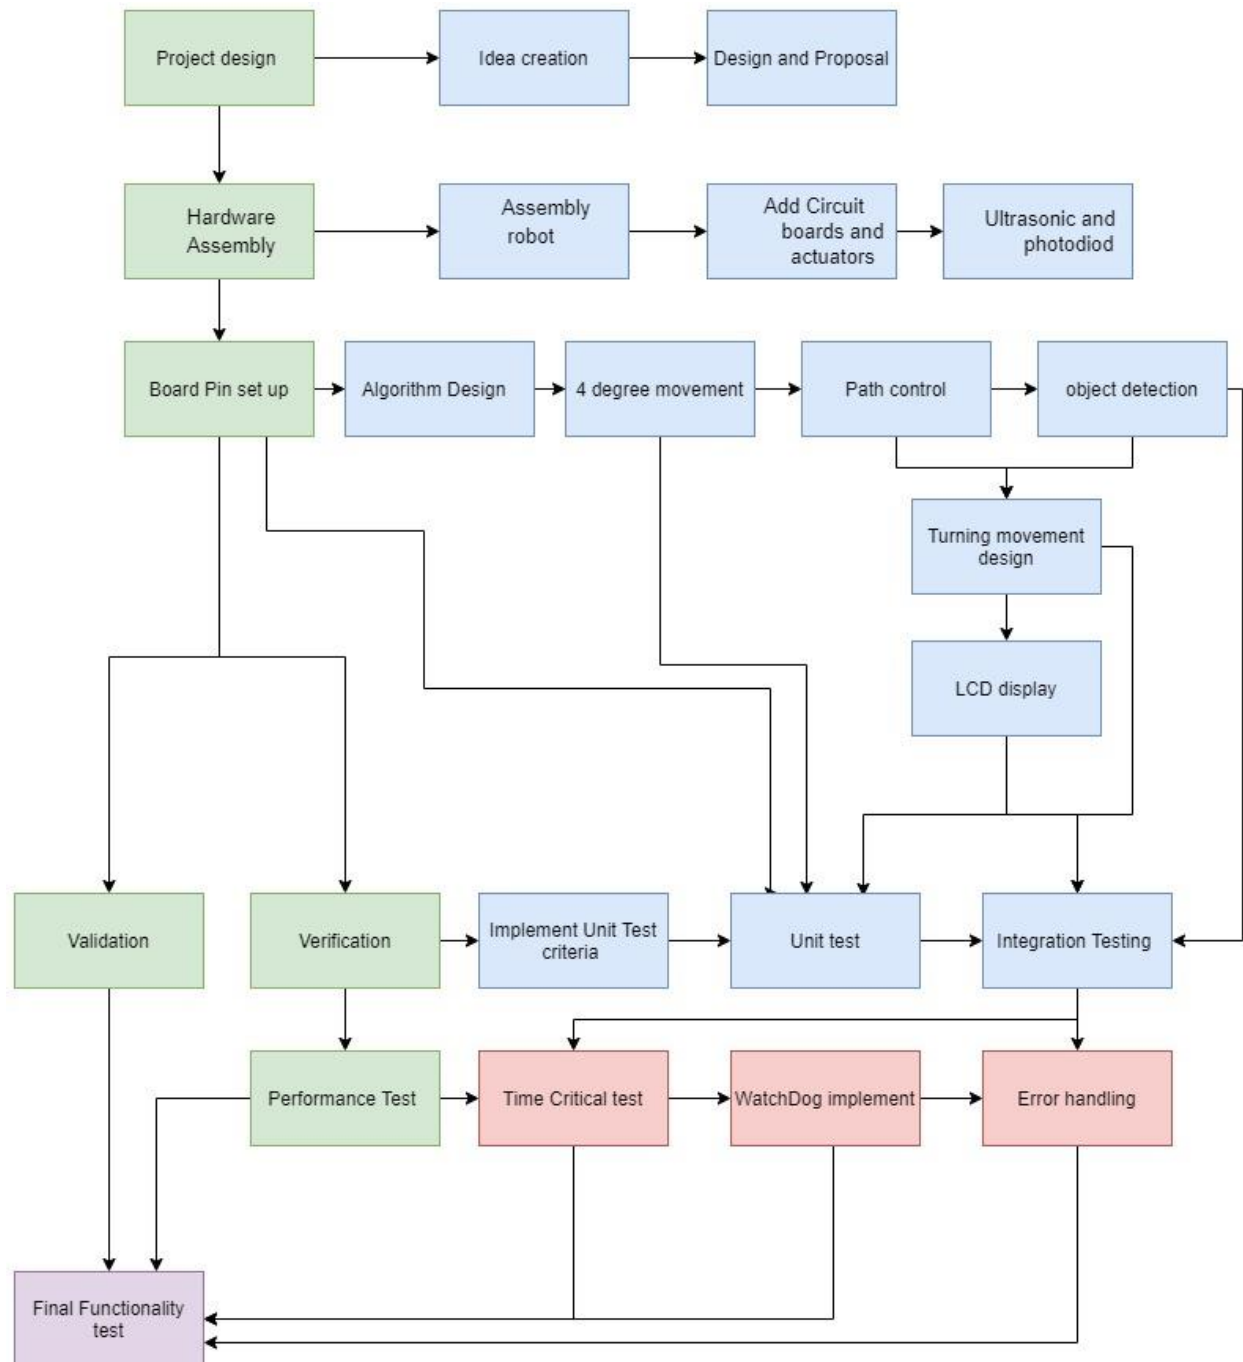 Project design
Idea creation
Design and Proposal
Hardware
Assembly
Assembly
robot
Add Circuit
boards and
actuators
Ultrasonic and
photodiod
Board Pin set up
Algorithm Design
4 degree movement
Path control
object detection
Turning movement
design
LCD display
Validation
Verification
Implement Unit Test
criteria
Unit test
Integration Testing
Performance Test
Time Critical test
WatchDog implement
Error handling
Final Functionality
test